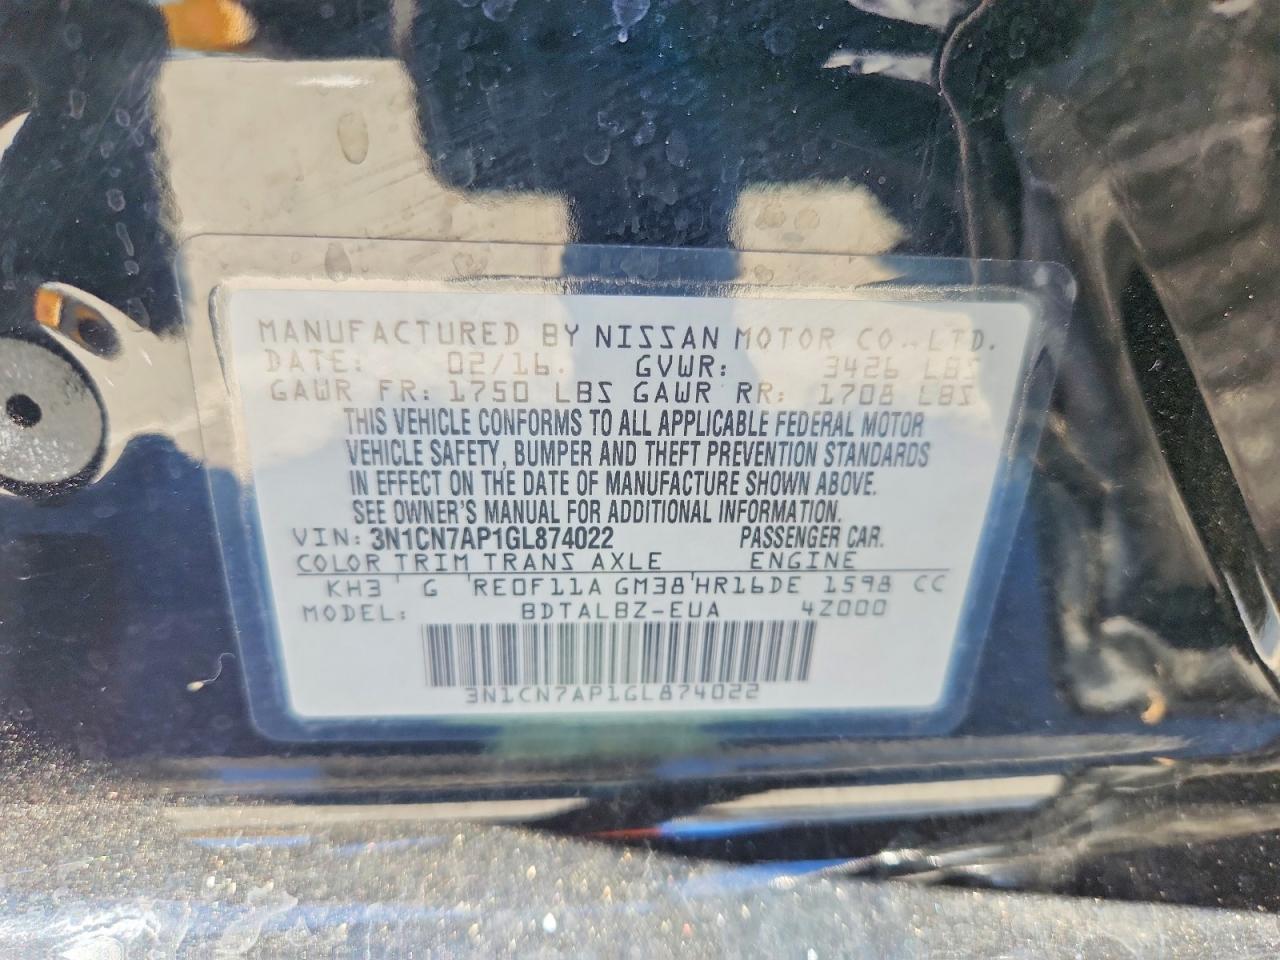 MANUFACTURED BY NISSAN MOTOR CO., LTD.
DATE: 02/16. GVWR: 3426 LBS
GAWR FR: 1750 LBS GAWR RR: 1708 LBS
THIS VEHICLE CONFORMS TO ALL APPLICABLE FEDERAL MOTOR
VEHICLE SAFETY, BUMPER AND THEFT PREVENTION STANDARDS
IN EFFECT ON THE DATE OF MANUFACTURE SHOWN ABOVE.
SEE OWNER'S MANUAL FOR ADDITIONAL INFORMATION.
VIN: 3N1CN7AP1GL874022 PASSENGER CAR.
COLOR TRIM TRANS AXLE ENGINE
KH3 G RE0F11A GM38 HR16DE 1598 CC
MODEL: BDTALBZ-EUA 4Z000
3N1CN7AP1GL874022